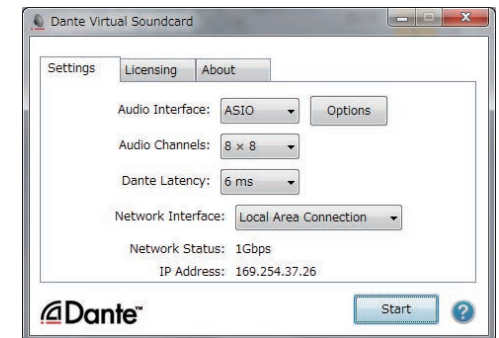 Dante Virtual Soundcard
Settings Licensing About
Audio Interface: ASIO Options
Audio Channels: 8 × 8
Dante Latency: 6 ms
Network Interface: Local Area Connection
Network Status: 1Gbps
IP Address: 169.254.37.26
Dante™ Start ?